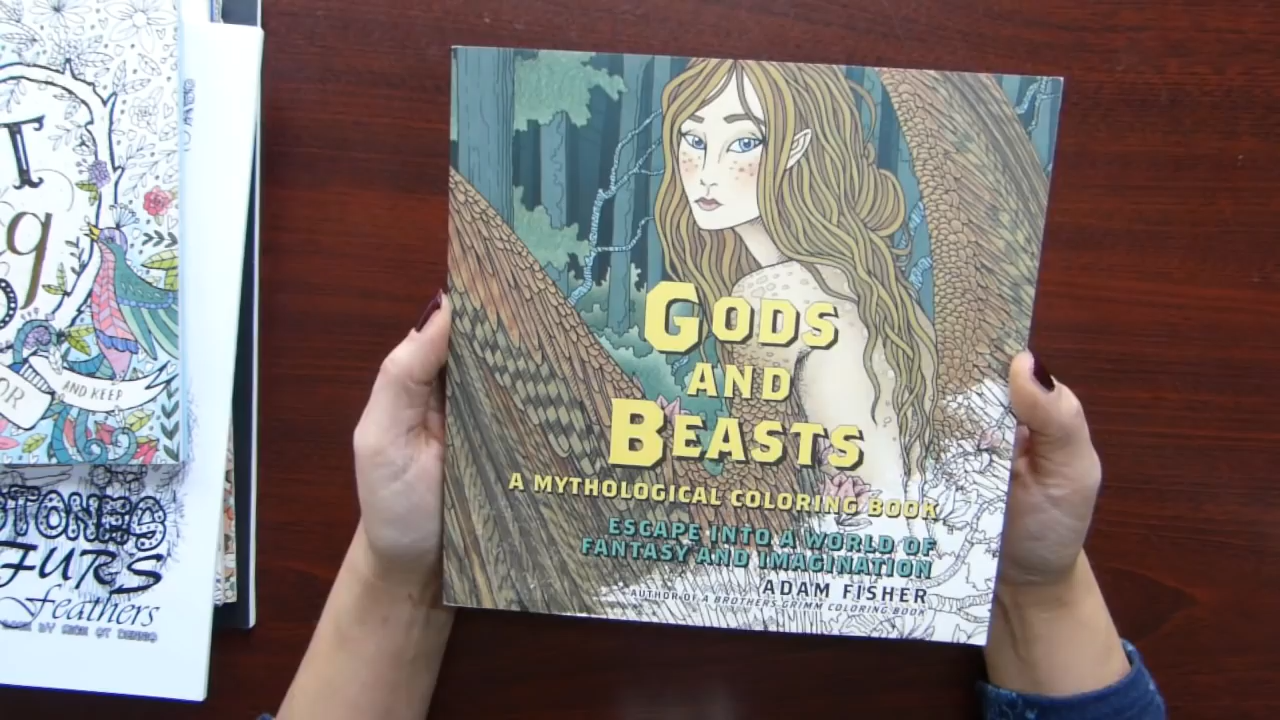 GODS
AND
BEASTS
A MYTHOLOGICAL COLORING BOOK
ESCAPE INTO A WORLD OF
FANTASY AND IMAGINATION
ADAM FISHER
AUTHOR OF A BROTHERS GRIMM COLORING BOOK
AND KEEP
FURS
Feathers